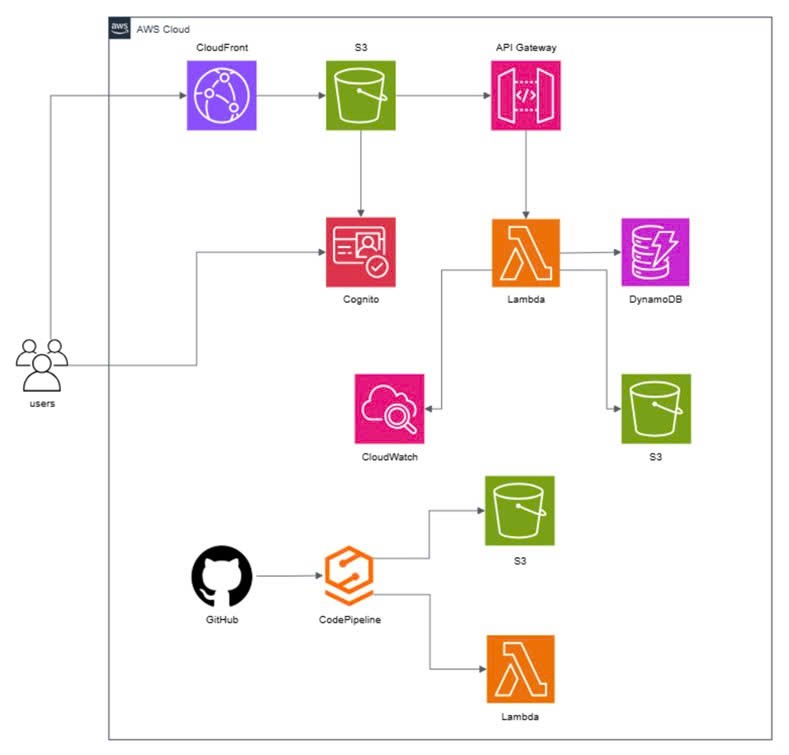 aws
AWS Cloud
CloudFront
S3
API Gateway
</>
Cognito
Lambda
DynamoDB
users
CloudWatch
S3
S3
GitHub
CodePipeline
Lambda